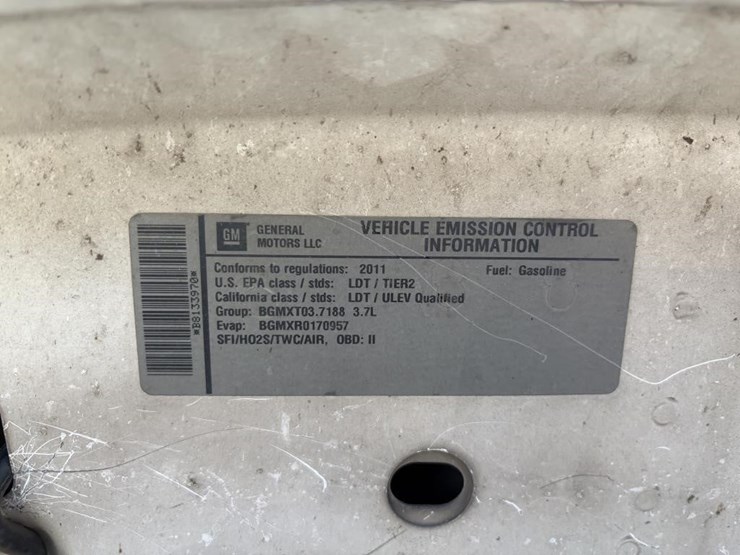 GM GENERAL MOTORS LLC
VEHICLE EMISSION CONTROL
INFORMATION
Conforms to regulations: 2011 Fuel: Gasoline
U.S. EPA class / stds: LDT / TIER2
California class / stds: LDT / ULEV Qualified
Group: BGMXT03.7188 3.7L
Evap: BGMXR0170957
SFI/HO2S/TWC/AIR, OBD: II
*B8133970*